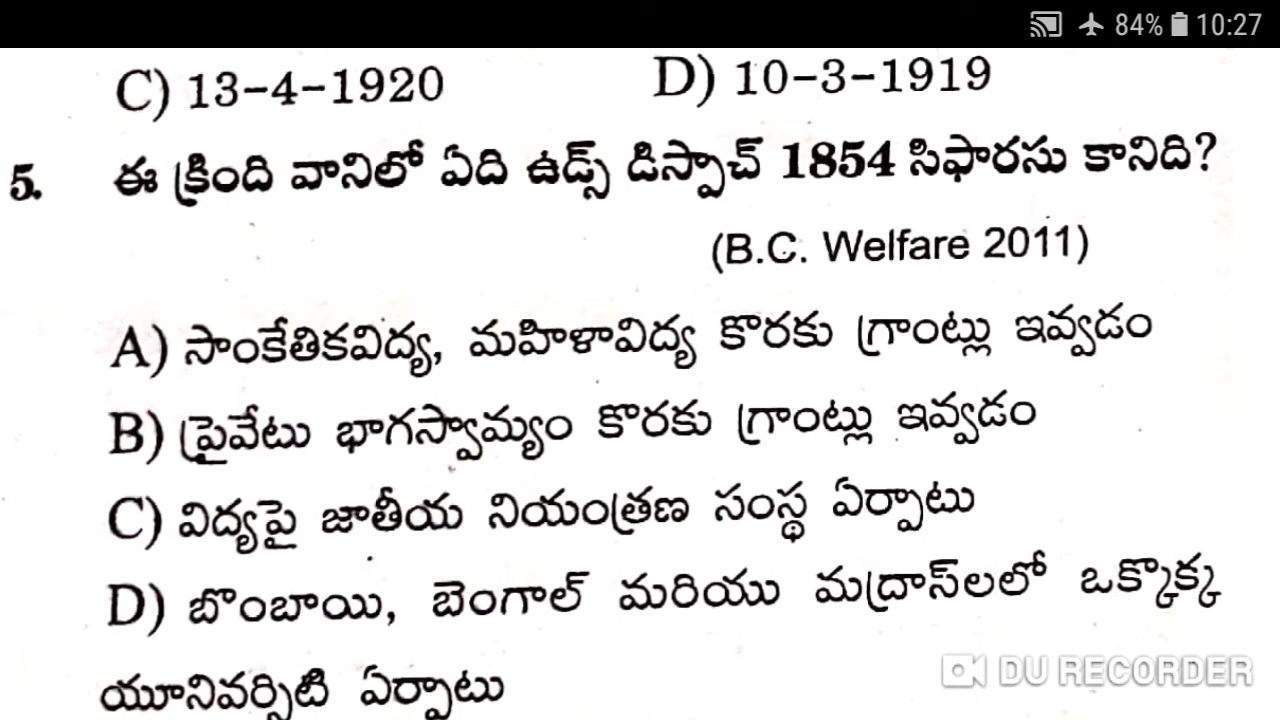 84% 10:27
C) 13-4-1920 D) 10-3-1919
5. ఈ క్రింది వానిలో ఏది ఉడ్స్ డిస్పాచ్ 1854 సిఫారసు కానిది?
(B.C. Welfare 2011)
A) సాంకేతికవిద్య, మహిళావిద్య కొరకు గ్రాంట్లు ఇవ్వడం
B) ప్రైవేటు భాగస్వామ్యం కొరకు గ్రాంట్లు ఇవ్వడం
C) విద్యపై జాతీయ నియంత్రణ సంస్థ ఏర్పాటు
D) బొంబాయి, బెంగాల్ మరియు మద్రాస్‌లలో ఒక్కొక్క
యూనివర్సిటి ఏర్పాటు
DU RECORDER